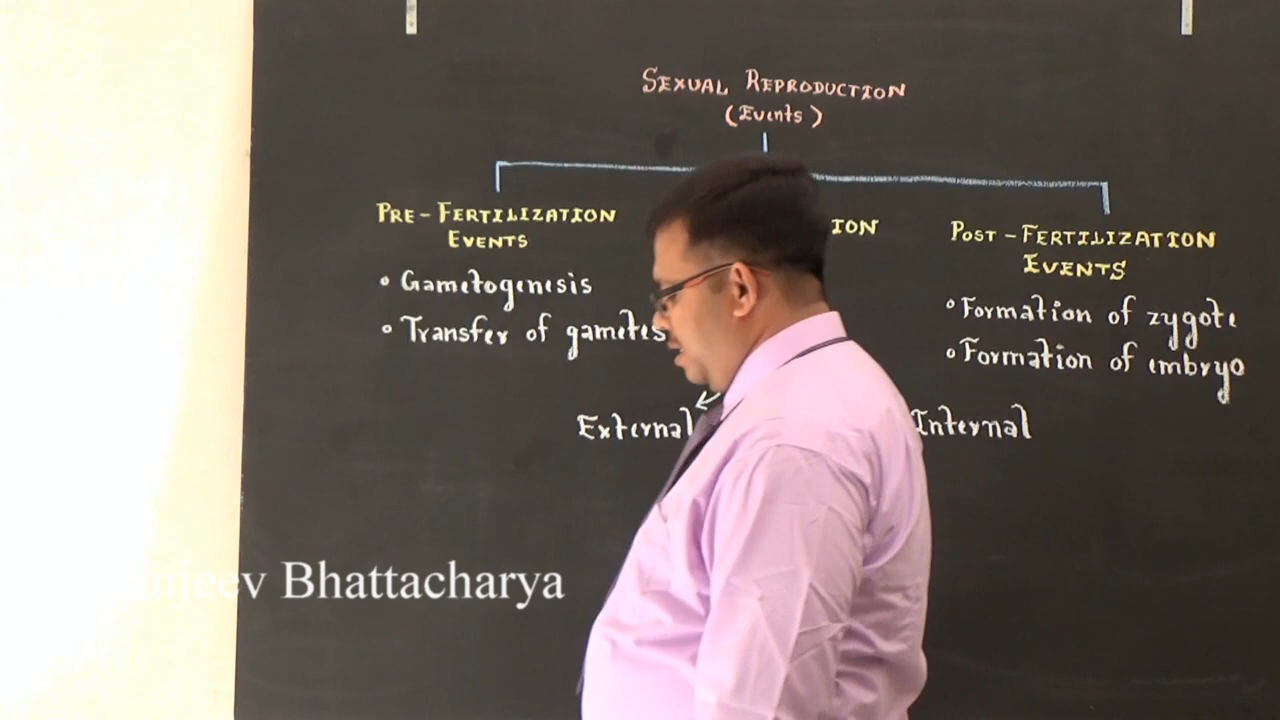 SEXUAL REPRODUCTION
(Events)
PRE-FERTILIZATION
EVENTS
• Gametogenesis
• Transfer of gametes
External
Internal
POST-FERTILIZATION
EVENTS
• Formation of zygote
• Formation of embryo
Bhattacharya